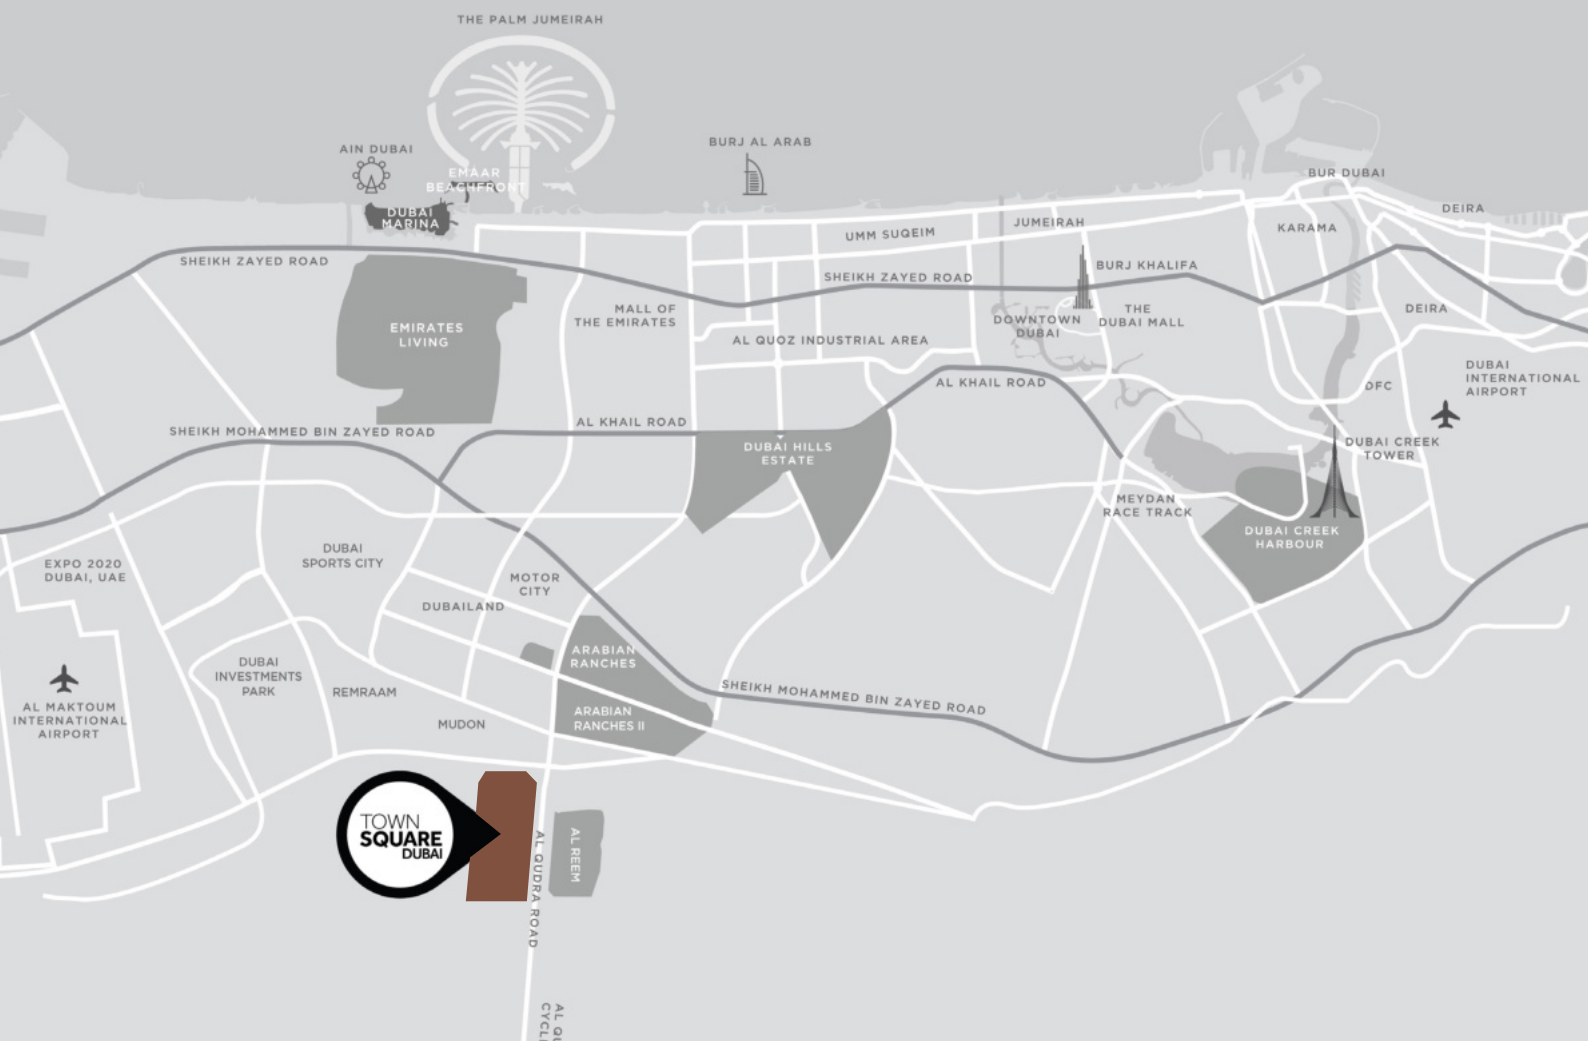 THE PALM JUMEIRAH
AIN DUBAI
BURJ AL ARAB
EMAAR
BEACHFRONT
BUR DUBAI
DUBAI
MARINA
DEIRA
JUMEIRAH
KARAMA
UMM SUQEIM
SHEIKH ZAYED ROAD
BURJ KHALIFA
SHEIKH ZAYED ROAD
MALL OF
THE EMIRATES
THE
DUBAI MALL
DEIRA
DOWNTOWN
DUBAI
EMIRATES
LIVING
AL QUOZ INDUSTRIAL AREA
DUBAI
INTERNATIONAL
AIRPORT
AL KHAIL ROAD
DFC
AL KHAIL ROAD
SHEIKH MOHAMMED BIN ZAYED ROAD
DUBAI HILLS
ESTATE
DUBAI CREEK
TOWER
MEYDAN
RACE TRACK
DUBAI CREEK
HARBOUR
DUBAI
SPORTS CITY
EXPO 2020
DUBAI, UAE
MOTOR
CITY
DUBAILAND
ARABIAN
RANCHES
DUBAI
INVESTMENTS
PARK
REMRAAM
SHEIKH MOHAMMED BIN ZAYED ROAD
AL MAKTOUM
INTERNATIONAL
AIRPORT
ARABIAN
RANCHES II
MUDON
TOWN
SQUARE
DUBAI
AL QUDRA ROAD
AL REEM